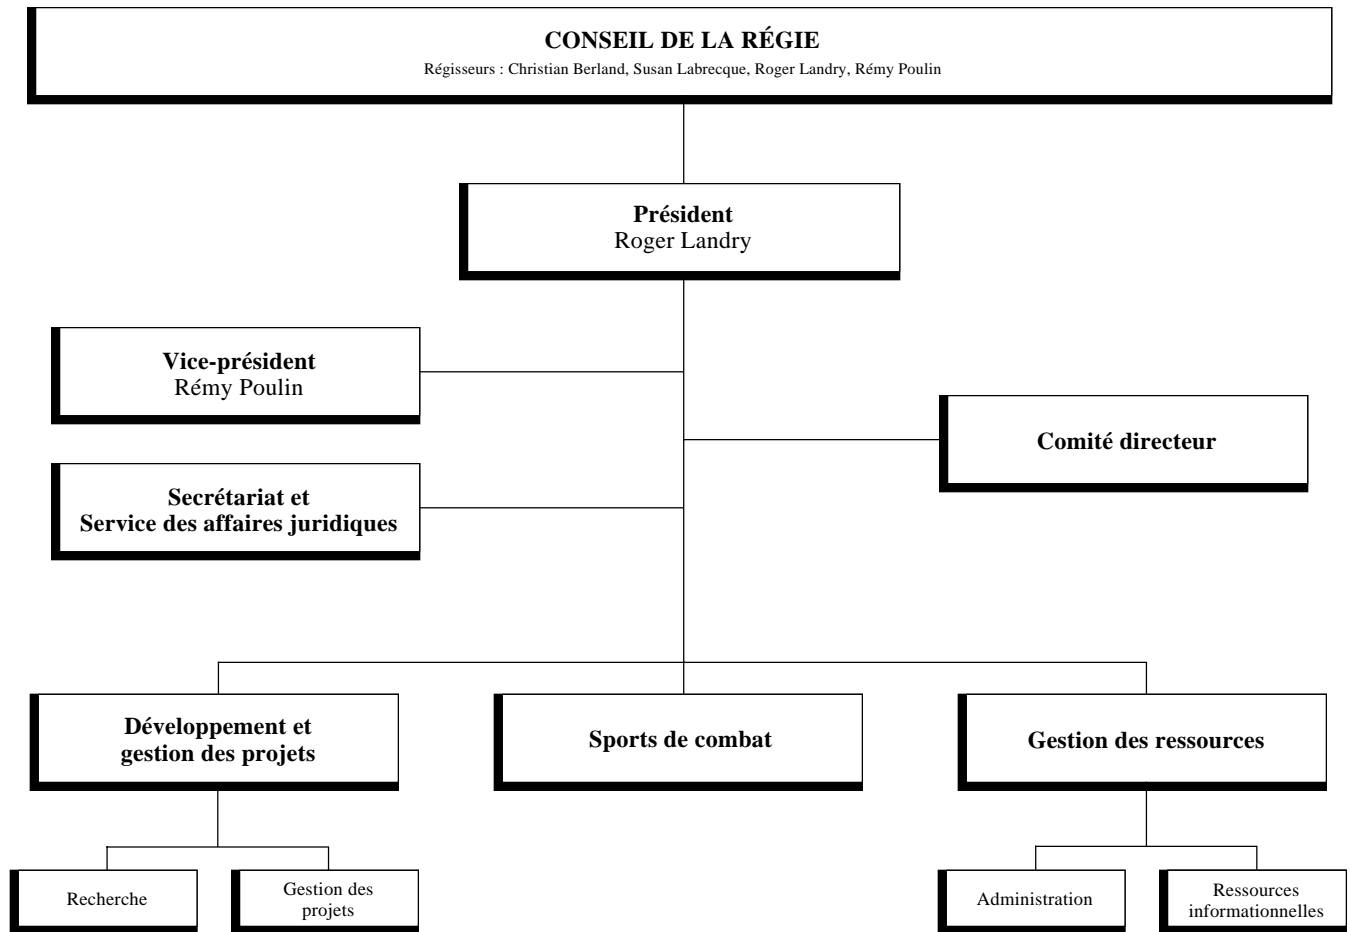 CONSEIL DE LA RÉGIE
Régisseurs : Christian Berland, Susan Labrecque, Roger Landry, Rémy Poulin
Président
Roger Landry
Vice-président
Rémy Poulin
Comité directeur
Secrétariat et
Service des affaires juridiques
Développement et
gestion des projets
Sports de combat
Gestion des ressources
Recherche
Gestion des
projets
Administration
Ressources
informationnelles